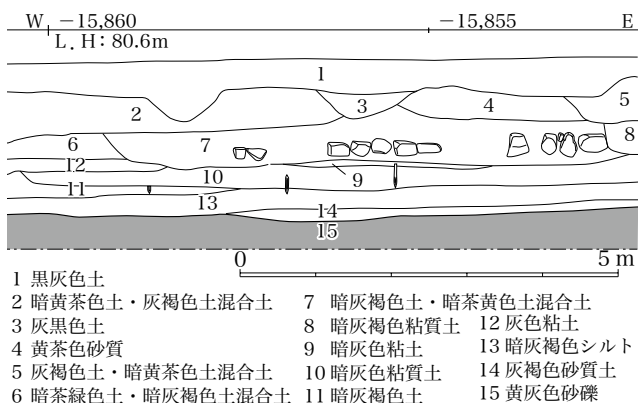 W －15,860 －15,855 E
L. H：80.6m
1
2 3 4 5
6 7 8
12 9
11 10
13
14
15
0 5 m
1 黒灰色土
2 暗黄茶色土・灰褐色土混合土
3 灰黒色土
4 黄茶色砂質
5 灰褐色土・暗黄茶色土混合土
6 暗茶緑色土・暗灰褐色土混合土
7 暗灰褐色土・暗茶黄色土混合土
8 暗灰褐色粘質土
9 暗灰色粘土
10 暗灰色粘質土
11 暗灰褐色土
12 灰色粘土
13 暗灰褐色シルト
14 灰褐色砂質土
15 黄灰色砂礫